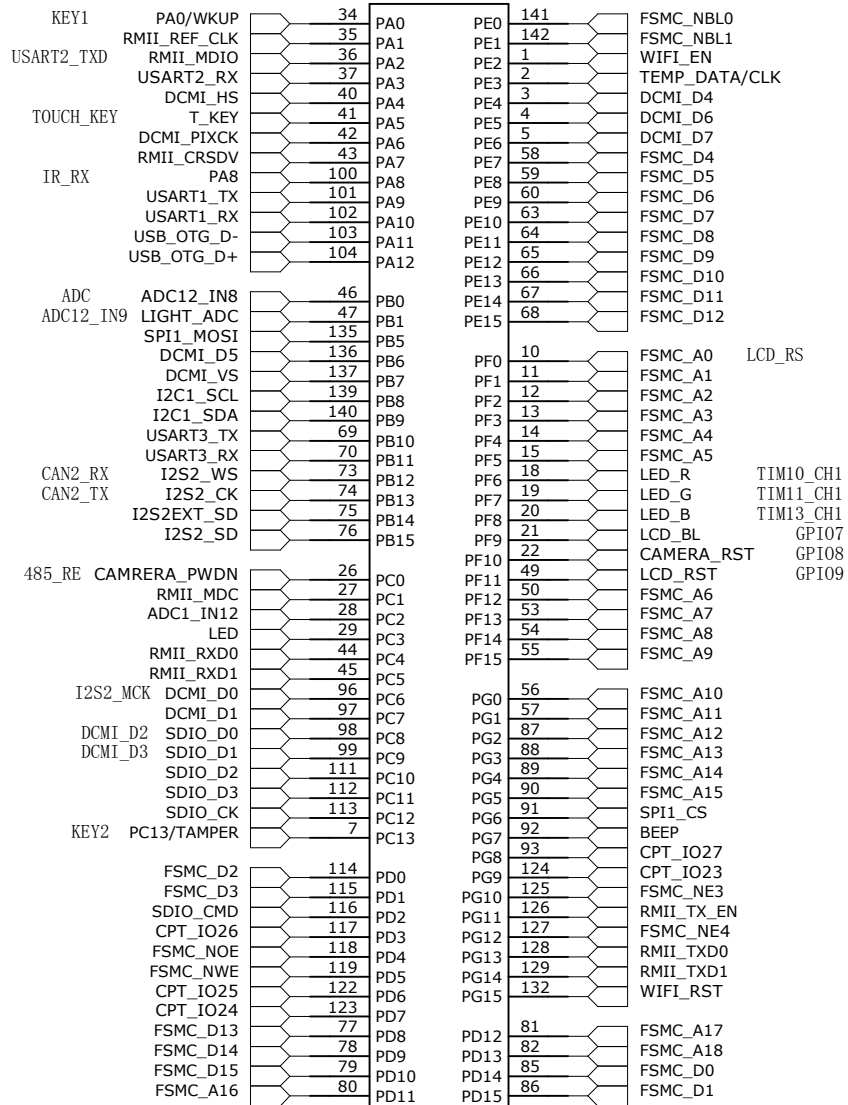 KEY1 PA0/WKUP 34 PA0 PE0 141 FSMC_NBL0
RMII_REF_CLK 35 PA1 PE1 142 FSMC_NBL1
USART2_TXD RMII_MDIO 36 PA2 PE2 1 WIFI_EN
USART2_RX 37 PA3 PE3 2 TEMP_DATA/CLK
DCMI_HS 40 PA4 PE4 3 DCMI_D4
TOUCH_KEY T_KEY 41 PA5 PE5 4 DCMI_D6
DCMI_PIXCK 42 PA6 PE6 5 DCMI_D7
RMII_CRSDV 43 PA7 PE7 58 FSMC_D4
IR_RX PA8 100 PA8 PE8 59 FSMC_D5
USART1_TX 101 PA9 PE9 60 FSMC_D6
USART1_RX 102 PA10 PE10 63 FSMC_D7
USB_OTG_D- 103 PA11 PE11 64 FSMC_D8
USB_OTG_D+ 104 PA12 PE12 65 FSMC_D9
PE13 66 FSMC_D10
ADC ADC12_IN8 46 PB0 PE14 67 FSMC_D11
ADC12_IN9 LIGHT_ADC 47 PB1 PE15 68 FSMC_D12
SPI1_MOSI 135 PB5
DCMI_D5 136 PB6 PF0 10 FSMC_A0 LCD_RS
DCMI_VS 137 PB7 PF1 11 FSMC_A1
I2C1_SCL 139 PB8 PF2 12 FSMC_A2
I2C1_SDA 140 PB9 PF3 13 FSMC_A3
USART3_TX 69 PB10 PF4 14 FSMC_A4
USART3_RX 70 PB11 PF5 15 FSMC_A5
CAN2_RX I2S2_WS 73 PB12 PF6 18 LED_R TIM10_CH1
CAN2_TX I2S2_CK 74 PB13 PF7 19 LED_G TIM11_CH1
I2S2EXT_SD 75 PB14 PF8 20 LED_B TIM13_CH1
I2S2_SD 76 PB15 PF9 21 LCD_BL GPIO7
PF10 22 CAMERA_RST GPIO8
485_RE CAMRERA_PWDN 26 PC0 PF11 49 LCD_RST GPIO9
RMII_MDC 27 PC1 PF12 50 FSMC_A6
ADC1_IN12 28 PC2 PF13 53 FSMC_A7
LED 29 PC3 PF14 54 FSMC_A8
RMII_RXD0 44 PC4 PF15 55 FSMC_A9
RMII_RXD1 45 PC5
I2S2_MCK DCMI_D0 96 PC6 PG0 56 FSMC_A10
DCMI_D1 97 PC7 PG1 57 FSMC_A11
DCMI_D2 SDIO_D0 98 PC8 PG2 87 FSMC_A12
DCMI_D3 SDIO_D1 99 PC9 PG3 88 FSMC_A13
SDIO_D2 111 PC10 PG4 89 FSMC_A14
SDIO_D3 112 PC11 PG5 90 FSMC_A15
SDIO_CK 113 PC12 PG6 91 SPI1_CS
KEY2 PC13/TAMPER 7 PC13 PG7 92 BEEP
PG8 93 CPT_IO27
FSMC_D2 114 PD0 PG9 124 CPT_IO23
FSMC_D3 115 PD1 PG10 125 FSMC_NE3
SDIO_CMD 116 PD2 PG11 126 RMII_TX_EN
CPT_IO26 117 PD3 PG12 127 FSMC_NE4
FSMC_NOE 118 PD4 PG13 128 RMII_TXD0
FSMC_NWE 119 PD5 PG14 129 RMII_TXD1
CPT_IO25 122 PD6 PG15 132 WIFI_RST
CPT_IO24 123 PD7
FSMC_D13 77 PD8 PD12 81 FSMC_A17
FSMC_D14 78 PD9 PD13 82 FSMC_A18
FSMC_D15 79 PD10 PD14 85 FSMC_D0
FSMC_A16 80 PD11 PD15 86 FSMC_D1